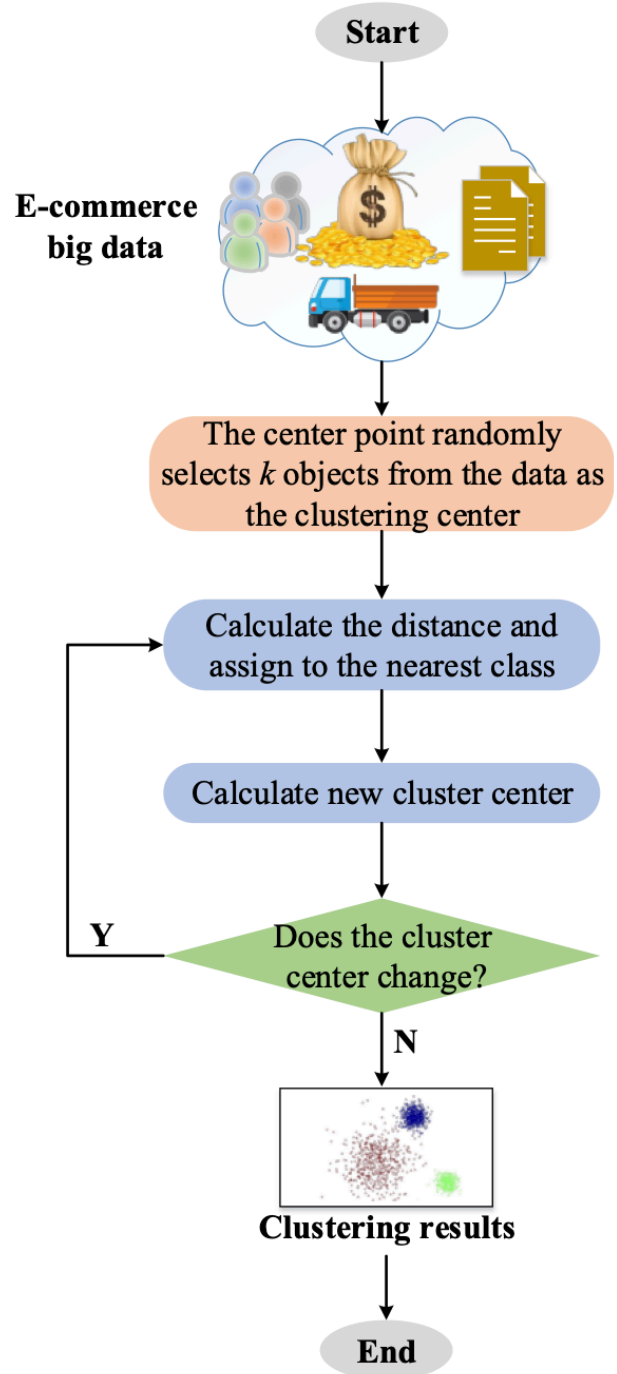 Start
E-commerce
big data
$
The center point randomly
selects k objects from the data as
the clustering center
Calculate the distance and
assign to the nearest class
Calculate new cluster center
Does the cluster
center change?
Y
N
Clustering results
End